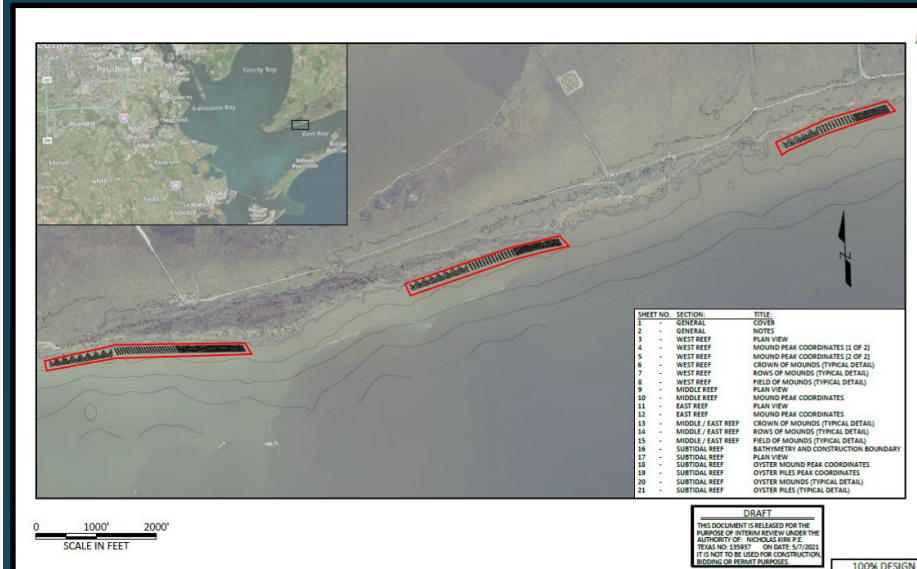 Pasadena
Trinity Bay
Galveston Bay
League City
East Bay
Texas City
N
SHEET NO. SECTION: TITLE:
1 - GENERAL COVER
2 - GENERAL NOTES
3 - WEST REEF PLAN VIEW
4 - WEST REEF MOUND PEAK COORDINATES [1 OF 2]
5 - WEST REEF MOUND PEAK COORDINATES [2 OF 2]
6 - WEST REEF CROWN OF MOUNDS (TYPICAL DETAIL)
7 - WEST REEF ROWS OF MOUNDS (TYPICAL DETAIL)
8 - WEST REEF FIELD OF MOUNDS (TYPICAL DETAIL)
9 - MIDDLE REEF PLAN VIEW
10 - MIDDLE REEF MOUND PEAK COORDINATES
11 - EAST REEF PLAN VIEW
12 - EAST REEF MOUND PEAK COORDINATES
13 - MIDDLE / EAST REEF CROWN OF MOUNDS (TYPICAL DETAIL)
14 - MIDDLE / EAST REEF ROWS OF MOUNDS (TYPICAL DETAIL)
15 - MIDDLE / EAST REEF FIELD OF MOUNDS (TYPICAL DETAIL)
16 - SUBTIDAL REEF BATHYMETRY AND CONSTRUCTION BOUNDARY
17 - SUBTIDAL REEF PLAN VIEW
18 - SUBTIDAL REEF OYSTER MOUND PEAK COORDINATES
19 - SUBTIDAL REEF OYSTER PILES PEAK COORDINATES
20 - SUBTIDAL REEF OYSTER MOUNDS (TYPICAL DETAIL)
21 - SUBTIDAL REEF OYSTER PILES (TYPICAL DETAIL)
0 1000' 2000'
SCALE IN FEET
DRAFT
THIS DOCUMENT IS RELEASED FOR THE
PURPOSE OF INTERIM REVIEW UNDER THE
AUTHORITY OF: NICHOLAS KIRK P.E.
TEXAS NO: 135937 ON DATE: 5/7/2021
IT IS NOT TO BE USED FOR CONSTRUCTION,
BIDDING OR PERMIT PURPOSES.
100% DESIGN